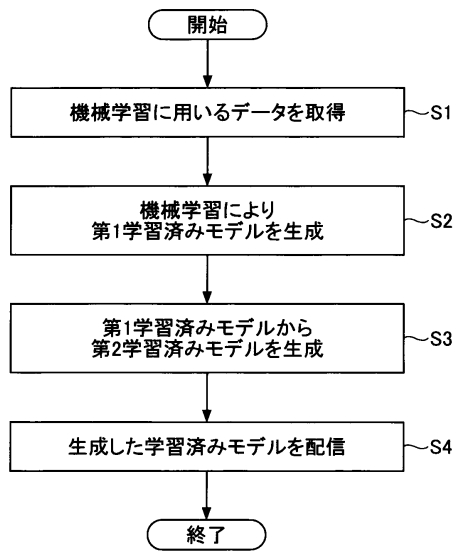 開始
機械学習に用いるデータを取得
S1
機械学習により
第1学習済みモデルを生成
S2
第1学習済みモデルから
第2学習済みモデルを生成
S3
生成した学習済みモデルを配信
S4
終了